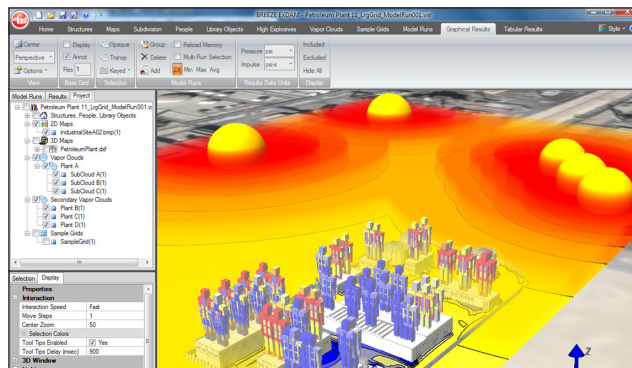 BREEZE EXDAM - Petroleum Plant 11_LrgGrid_ModelRun001.vsr
Home Structures Maps Subdivision People Library Objects High Explosives Vapor Clouds Sample Grids Model Runs Graphical Results Tabular Results Style
Center Display Opaque Group Reload Memory Pressure psi Included
Perspective Annot Transp Delete Multi-Run Selection Impulse psi-s Excluded
Options Res 1 Keyed Add Min Max Avg Hide All
View Base Grid Selection Model Runs Results Data Units Display
Model Runs Results Project
Petroleum Plant 11_LrgGrid_ModelRun001.vs
Structures, People, Library Objects
2D Maps
IndustrialSiteA02.bmp(1)
3D Maps
PetroleumPlant.dxf
Vapor Clouds
Plant A
SubCloud A(1)
SubCloud B(1)
SubCloud C(1)
Secondary Vapor Clouds
Plant B(1)
Plant C(1)
Plant D(1)
Sample Grids
SampleGrid(1)
Selection Display
Properties
Interaction
Interaction Speed Fast
Move Steps 1
Center Zoom 50
Selection Colors
Tool Tips Enabled Yes
Tool Tips Delay (msec) 900
3D Window
Z